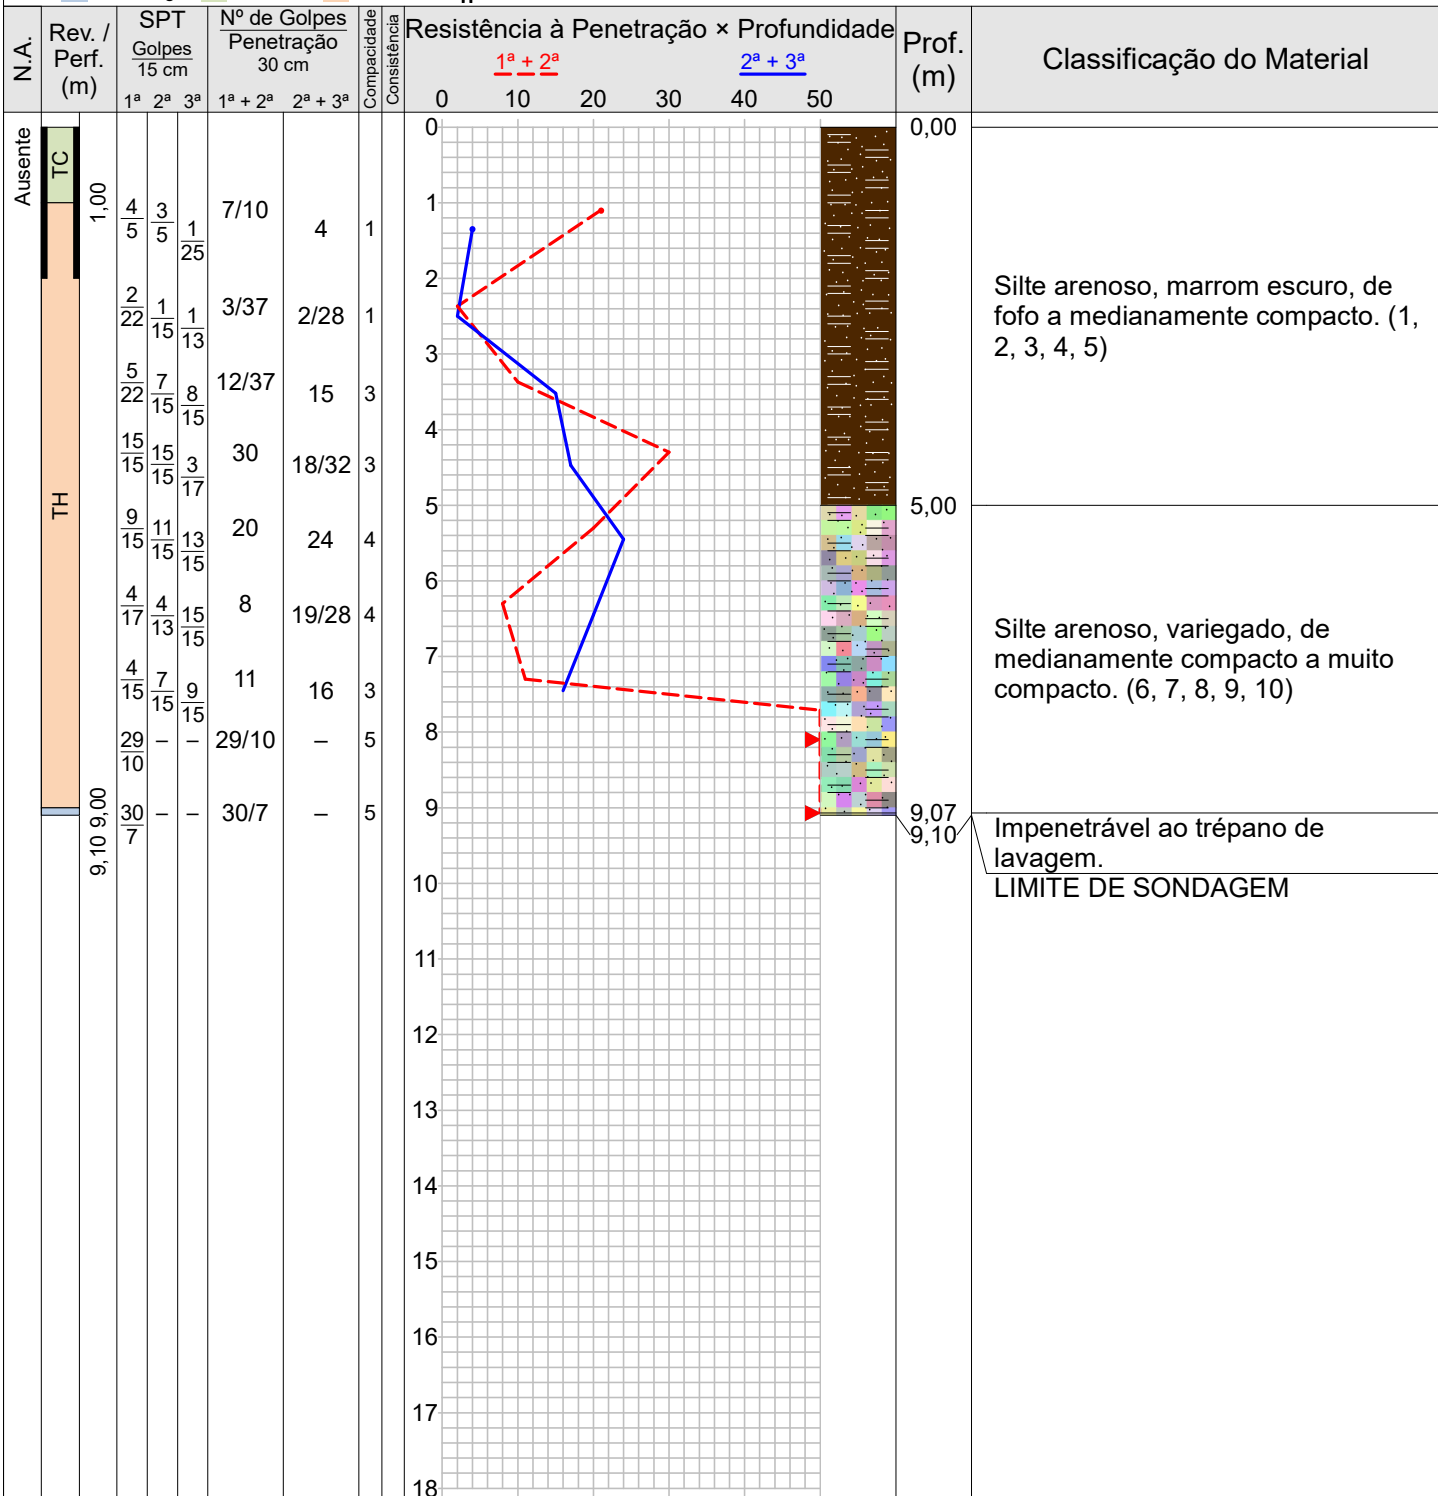 N.A.
Rev. /
Perf.
(m)
SPT
Golpes
15 cm
1ª 2ª 3ª
Nº de Golpes
Penetração
30 cm
1ª + 2ª 2ª + 3ª
Compacidade
Consistência
Resistência à Penetração × Profundidade
1ª + 2ª 2ª + 3ª
0 10 20 30 40 50
Prof.
(m)
Classificação do Material
Ausente
TC
1,00
TH
9,00
9,10
4/5 3/5 1/25 7/10 4 1
2/22 1/15 1/13 3/37 2/28 1
5/22 7/15 8/15 12/37 15 3
15/15 15/15 3/17 30 18/32 3
9/15 11/15 13/15 20 24 4
4/17 4/13 15/15 8 19/28 4
4/15 7/15 9/15 11 16 3
29/10 – – 29/10 – 5
30/7 – – 30/7 – 5
0
1
2
3
4
5
6
7
8
9
10
11
12
13
14
15
16
17
18
0,00
5,00
9,07
9,10
Silte arenoso, marrom escuro, de
fofo a medianamente compacto. (1,
2, 3, 4, 5)
Silte arenoso, variegado, de
medianamente compacto a muito
compacto. (6, 7, 8, 9, 10)
Impenetrável ao trépano de
lavagem.
LIMITE DE SONDAGEM